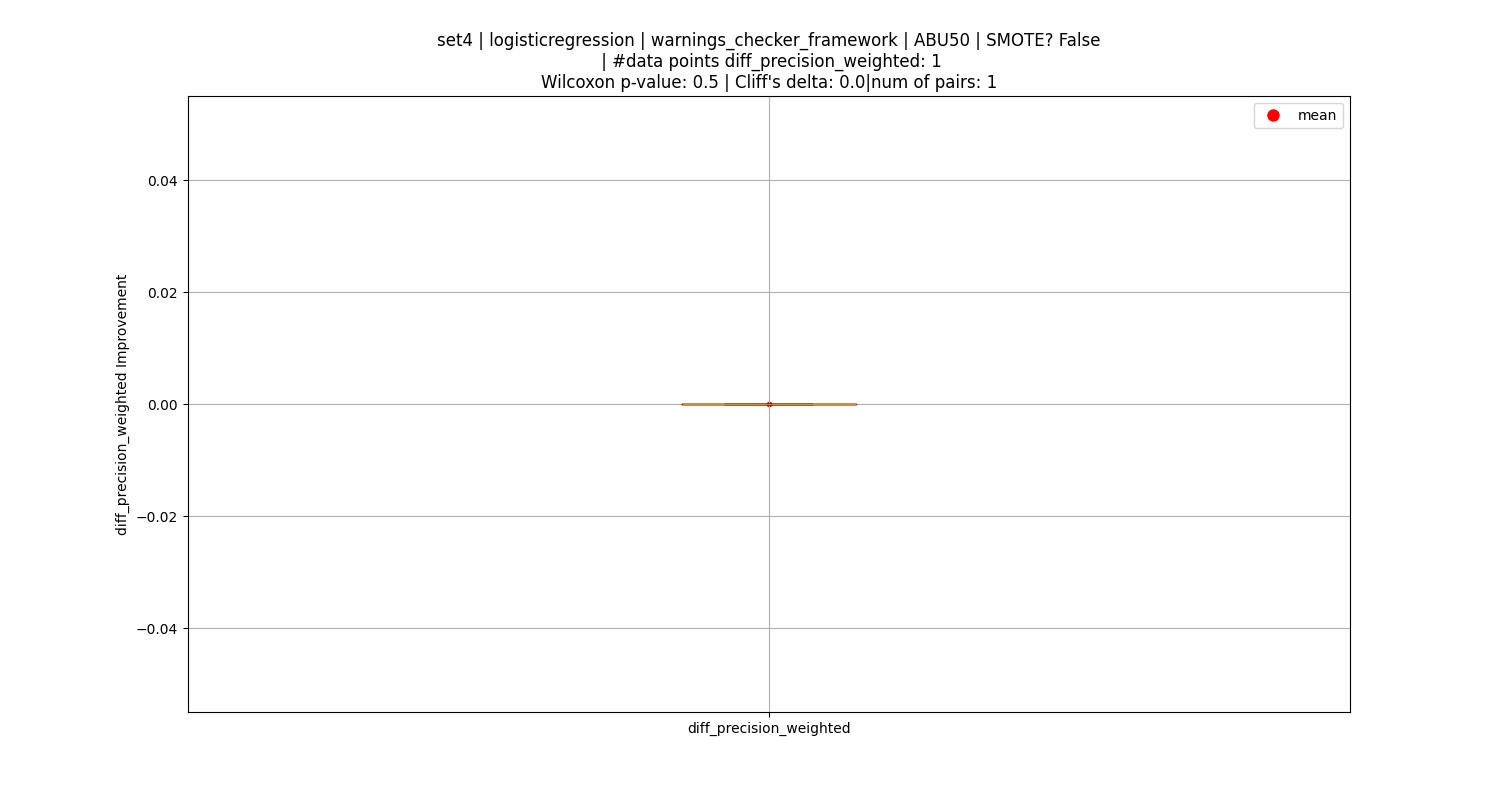 set4 | logisticregression | warnings_checker_framework | ABU50 | SMOTE? False
| #data points diff_precision_weighted: 1
Wilcoxon p-value: 0.5 | Cliff's delta: 0.0|num of pairs: 1
mean
0.04
0.02
0.00
−0.02
−0.04
diff_precision_weighted Improvement
diff_precision_weighted